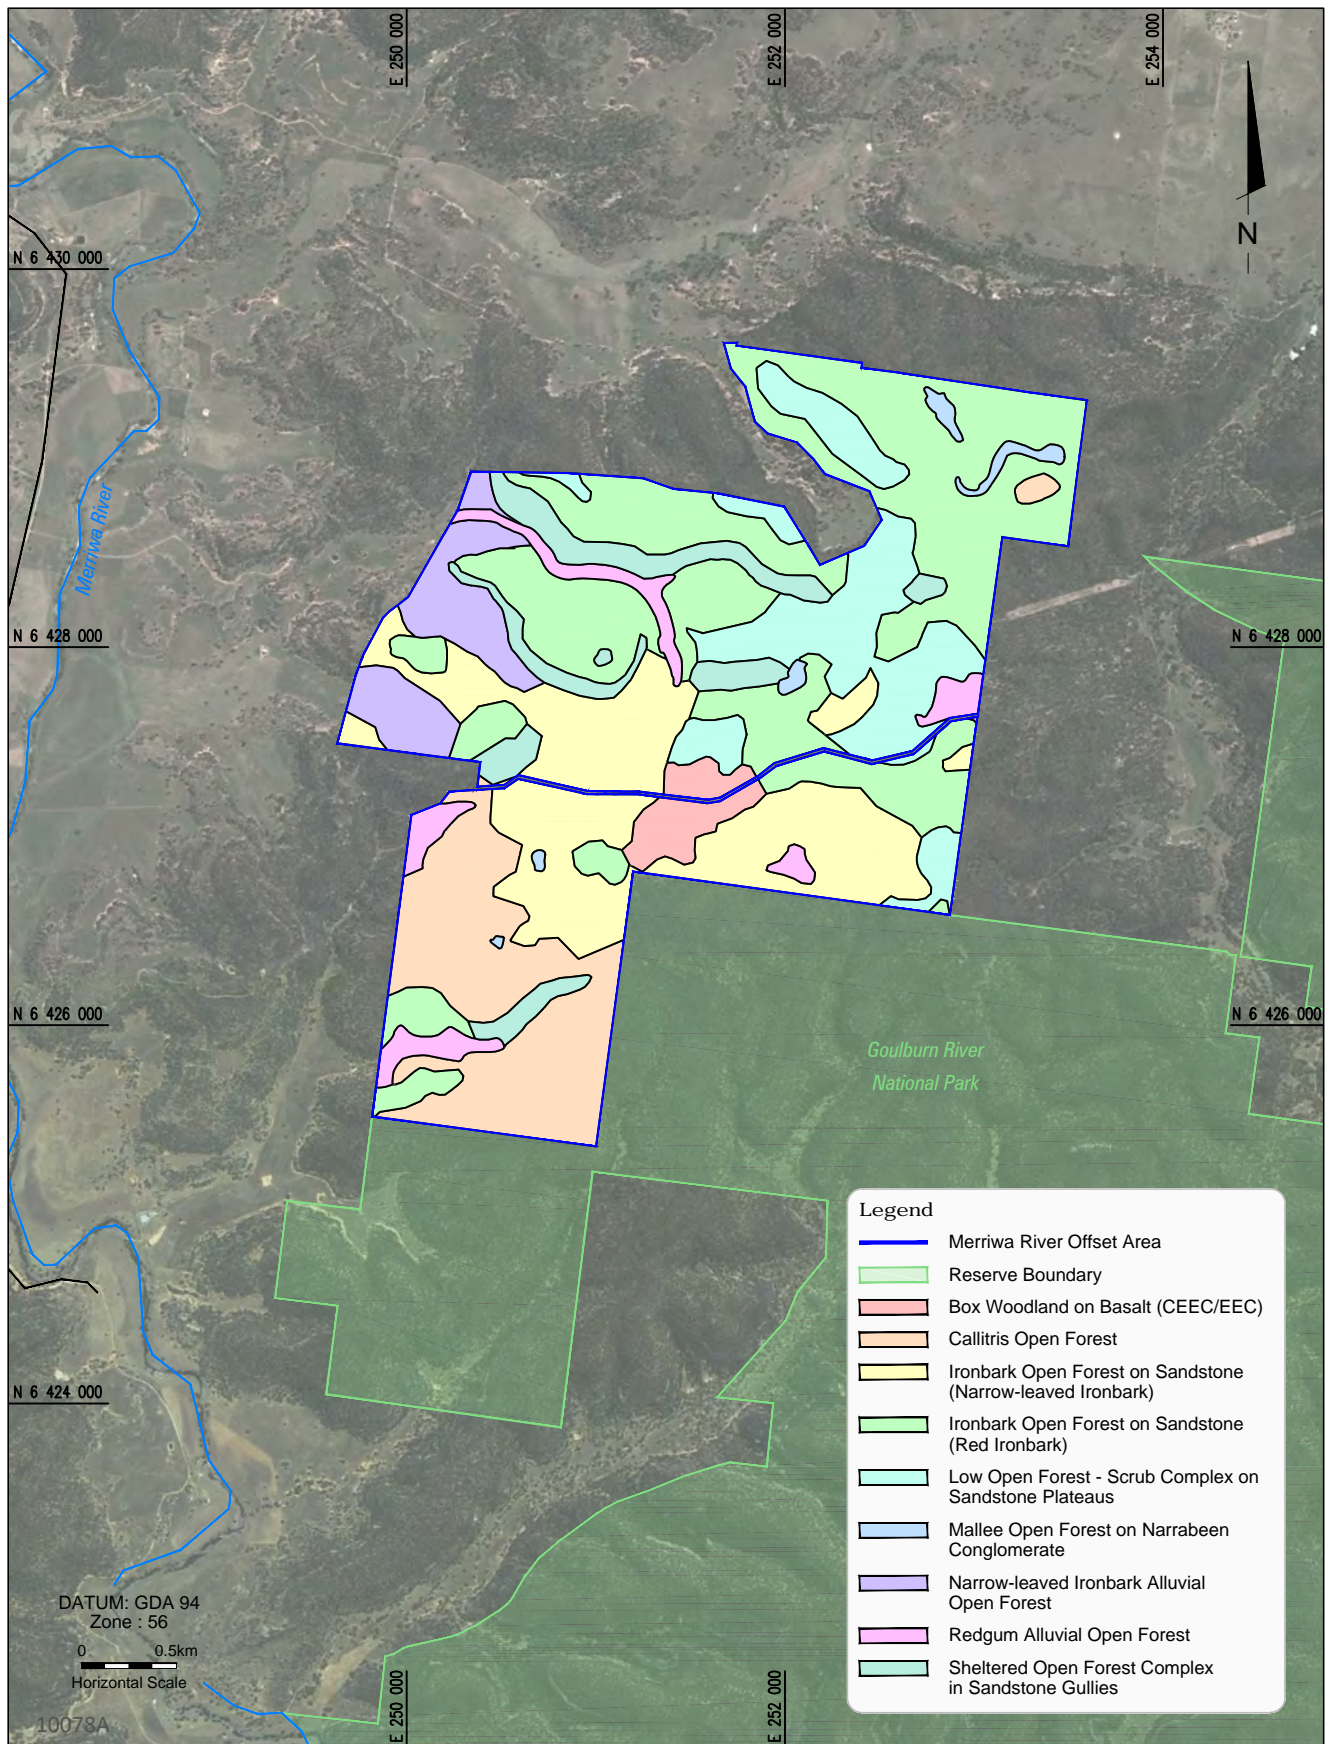 E 250 000
E 252 000
E 254 000
N
N 6 430 000
Merriwa River
N 6 428 000
N 6 428 000
N 6 426 000
N 6 426 000
Goulburn River
National Park
N 6 424 000
Legend
Merriwa River Offset Area
Reserve Boundary
Box Woodland on Basalt (CEEC/EEC)
Callitris Open Forest
Ironbark Open Forest on Sandstone
(Narrow-leaved Ironbark)
Ironbark Open Forest on Sandstone
(Red Ironbark)
Low Open Forest - Scrub Complex on
Sandstone Plateaus
Mallee Open Forest on Narrabeen
Conglomerate
Narrow-leaved Ironbark Alluvial
Open Forest
Redgum Alluvial Open Forest
Sheltered Open Forest Complex
in Sandstone Gullies
DATUM: GDA 94
Zone : 56
0 0.5km
Horizontal Scale
10078A
E 250 000
E 252 000